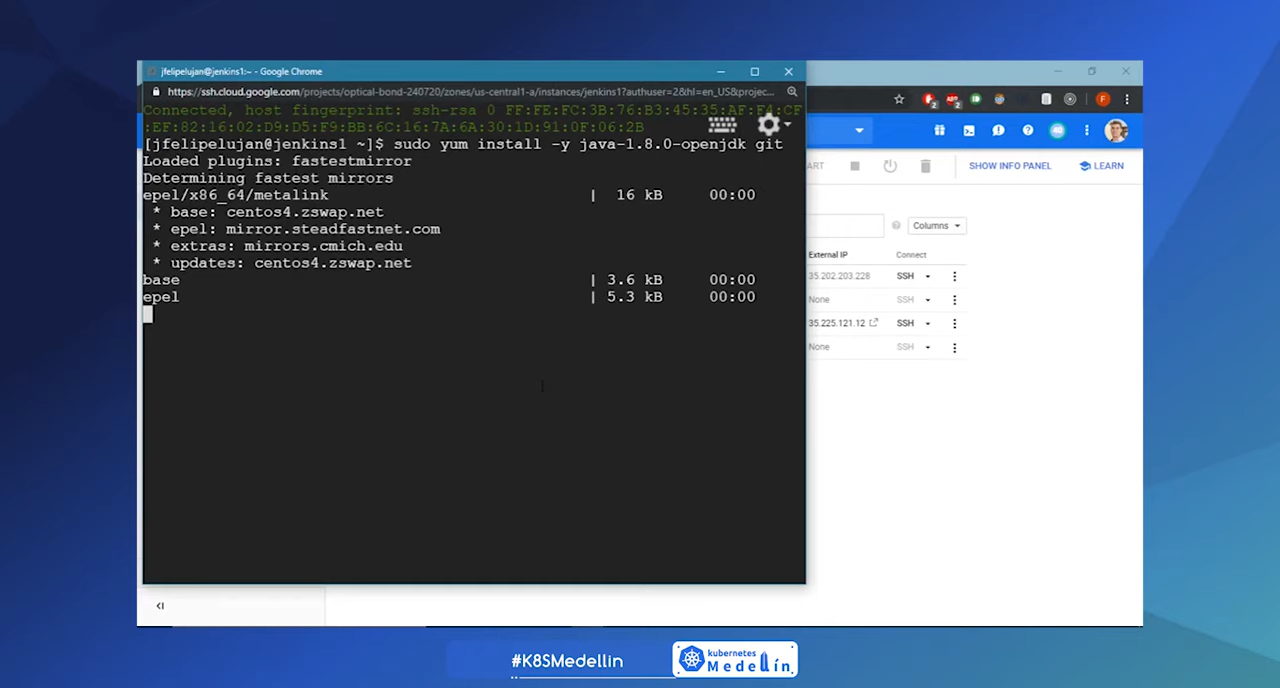 jfelipelujan@jenkins1:~ - Google Chrome
https://ssh.cloud.google.com/projects/optical-bond-240720/zones/us-central1-a/instances/jenkins1?authuser=2&hl=en_US&projec...
Connected, host fingerprint: ssh-rsa 0 FF:FE:FC:3B:76:B3:45:35:AF:F4:CF
:EF:82:16:02:D9:D5:F9:BB:6C:16:7A:6A:30:1D:91:0F:06:2B
[jfelipelujan@jenkins1 ~]$ sudo yum install -y java-1.8.0-openjdk git
Loaded plugins: fastestmirror
Determining fastest mirrors
epel/x86_64/metalink | 16 kB 00:00
* base: centos4.zswap.net
* epel: mirror.steadfastnet.com
* extras: mirrors.cmich.edu
* updates: centos4.zswap.net
base | 3.6 kB 00:00
epel | 5.3 kB 00:00
SHOW INFO PANEL
LEARN
Columns
External IP Connect
35.202.203.228 SSH
None SSH
35.225.121.12 SSH
None SSH
#K8SMedellin
kubernetes
Medellín